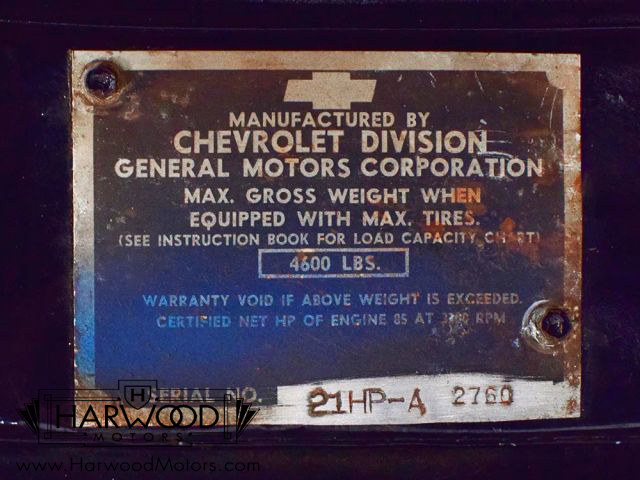 MANUFACTURED BY
CHEVROLET DIVISION
GENERAL MOTORS CORPORATION
MAX. GROSS WEIGHT WHEN
EQUIPPED WITH MAX. TIRES.
(SEE INSTRUCTION BOOK FOR LOAD CAPACITY CHART)
4600 LBS.
WARRANTY VOID IF ABOVE WEIGHT IS EXCEEDED.
CERTIFIED NET HP OF ENGINE 85 AT RPM
SERIAL NO. 21HP-A 2760
H
HARWOOD
MOTORS
www.HarwoodMotors.com